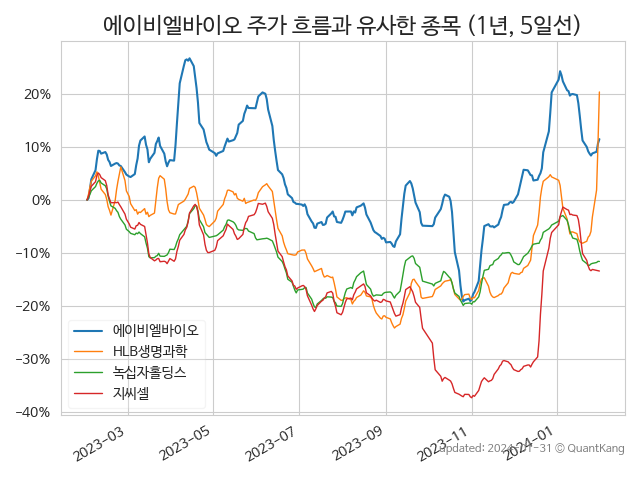 에이비엘바이오 주가 흐름과 유사한 종목 (1년, 5일선)
20%
10%
0%
−10%
−20%
−30%
−40%
에이비엘바이오
HLB생명과학
녹십자홀딩스
지씨셀
2023-03
2023-05
2023-07
2023-09
2023-11
2024-01
updated: 2024-01-31 © QuantKang